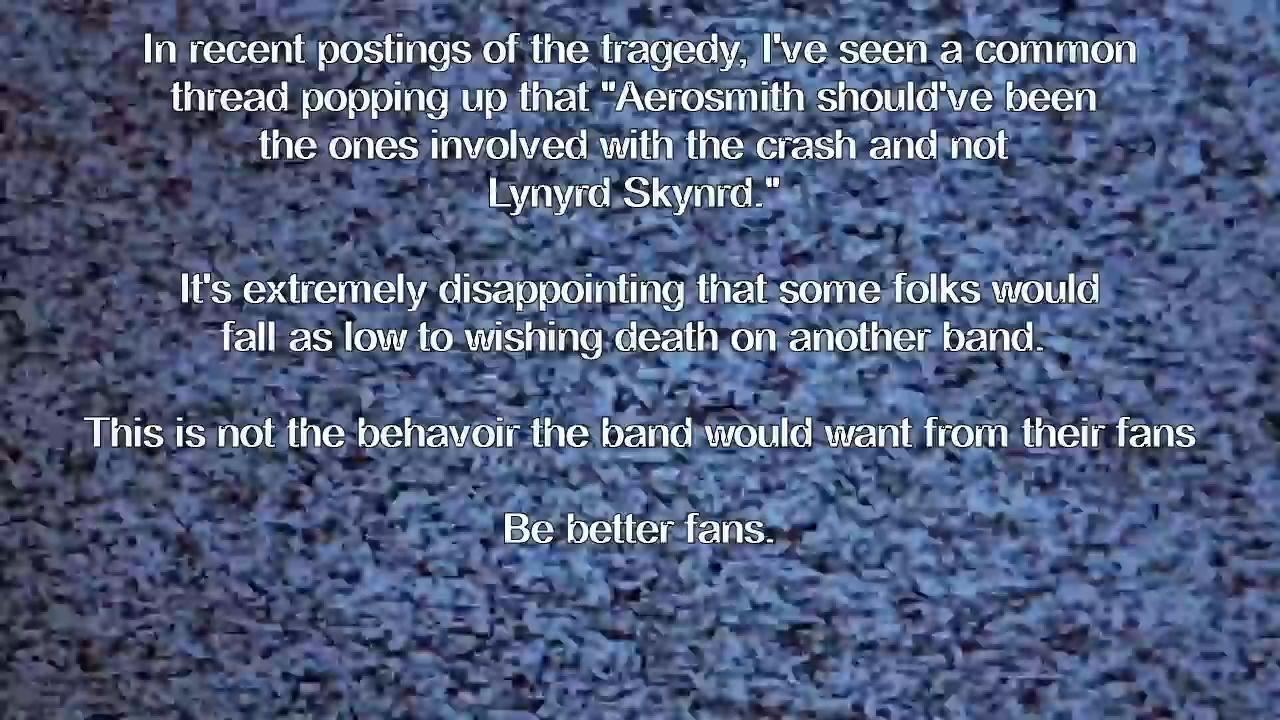 In recent postings of the tragedy, I've seen a common
thread popping up that "Aerosmith should've been
the ones involved with the crash and not
Lynyrd Skynrd."
It's extremely disappointing that some folks would
fall as low to wishing death on another band.
This is not the behavoir the band would want from their fans
Be better fans.